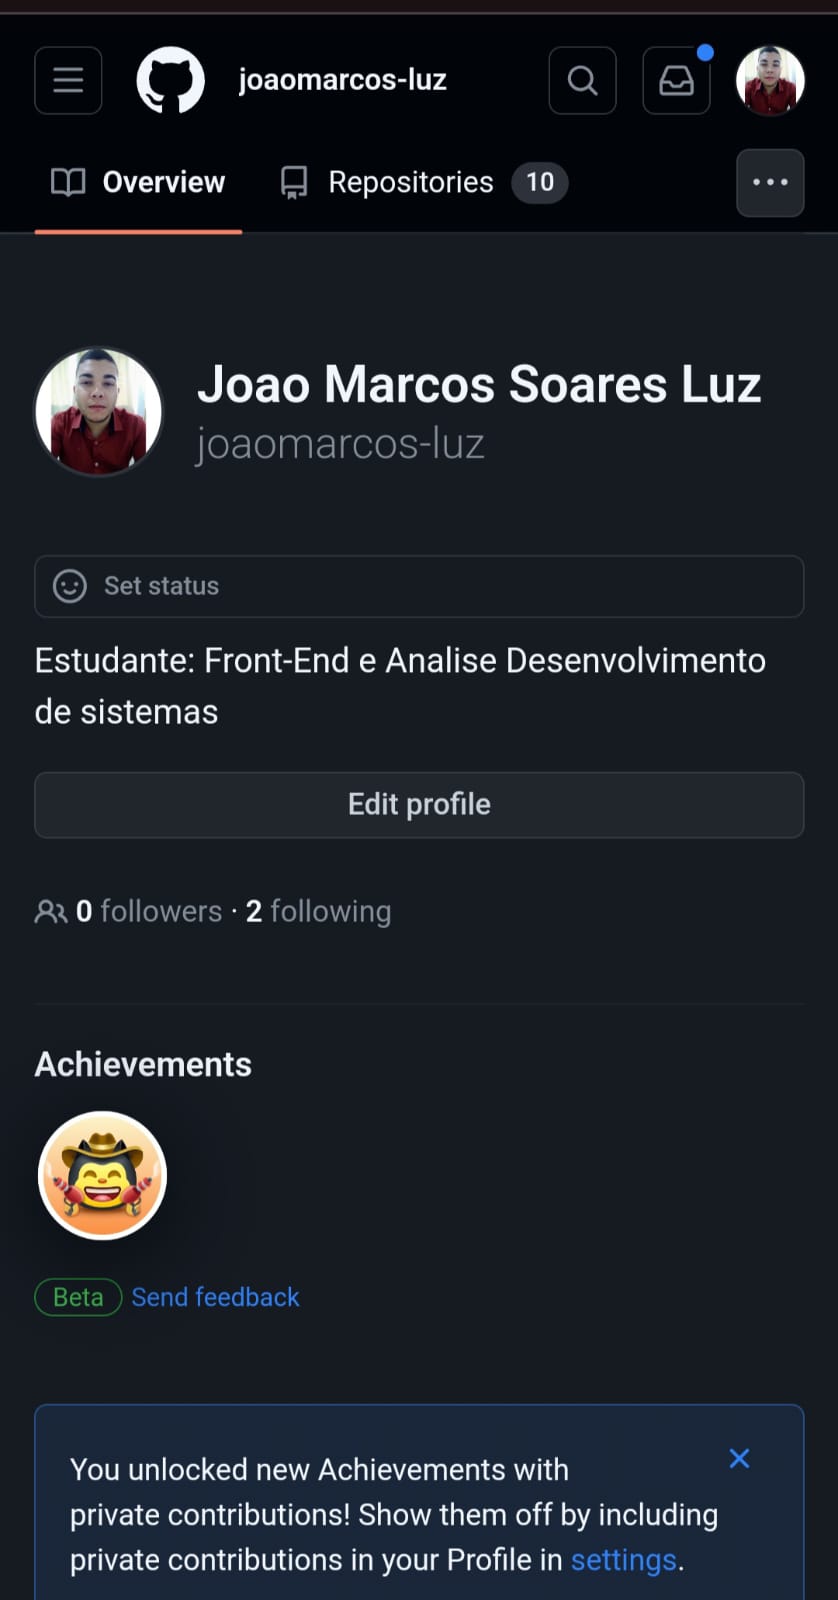 joaomarcos-luz
Overview
Repositories 10
Joao Marcos Soares Luz
joaomarcos-luz
Set status
Estudante: Front-End e Analise Desenvolvimento
de sistemas
Edit profile
0 followers · 2 following
Achievements
Beta Send feedback
You unlocked new Achievements with
private contributions! Show them off by including
private contributions in your Profile in settings.